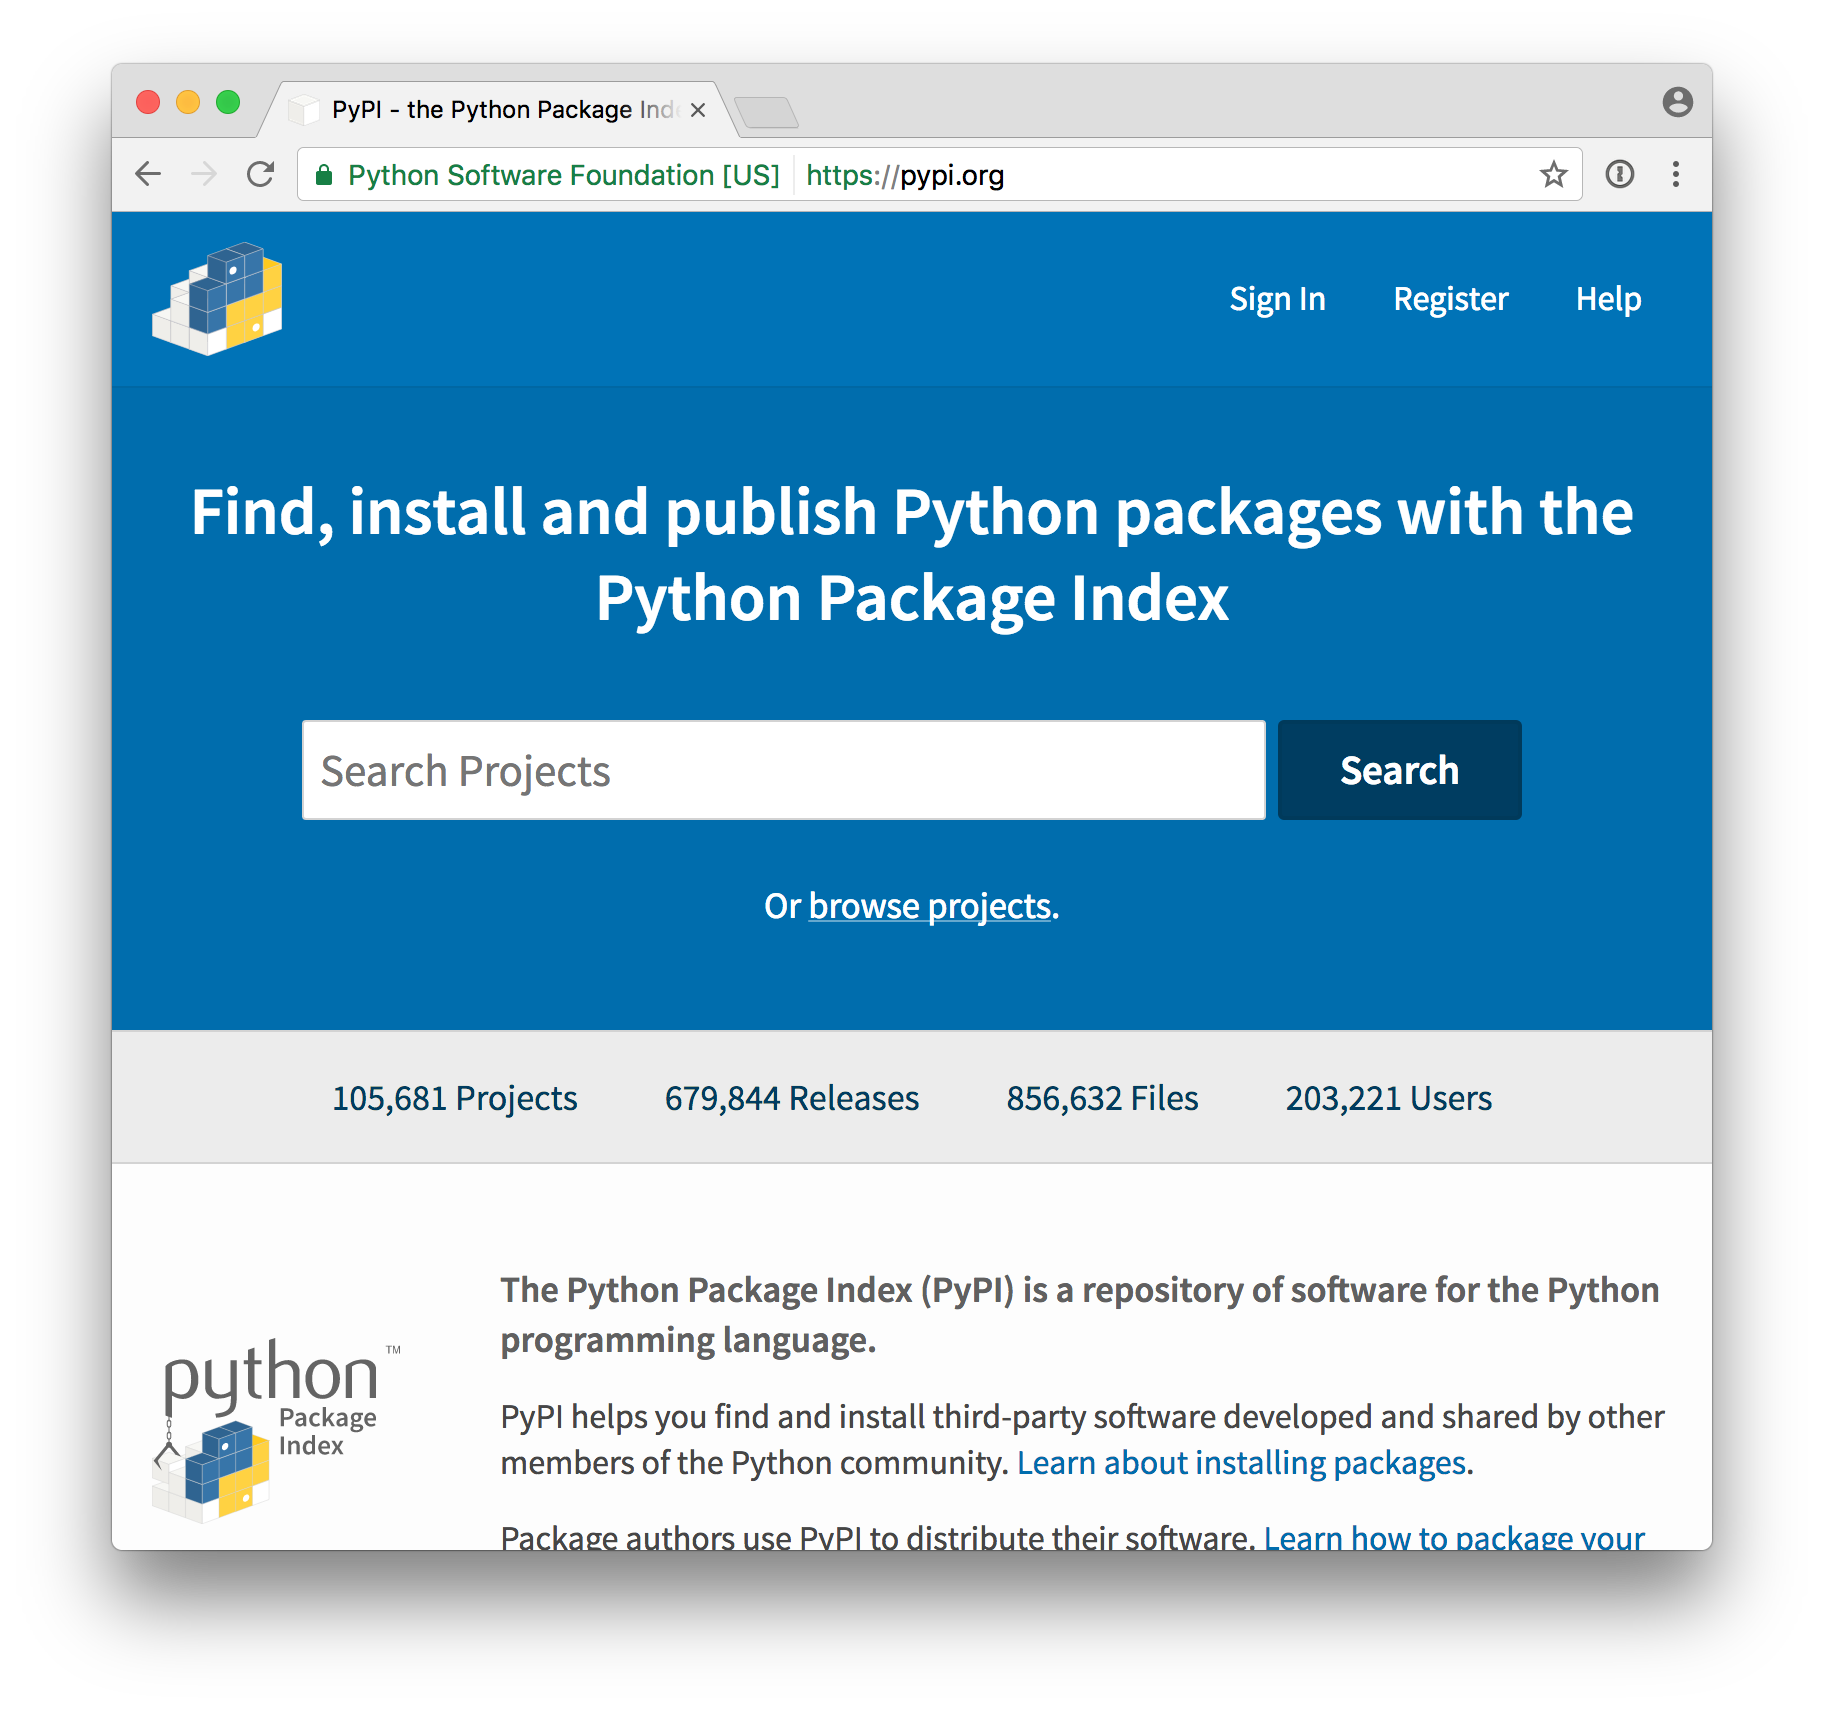 PyPI - the Python Package Ind
Python Software Foundation [US] https://pypi.org
Sign In Register Help
Find, install and publish Python packages with the
Python Package Index
Search Projects Search
Or browse projects.
105,681 Projects 679,844 Releases 856,632 Files 203,221 Users
The Python Package Index (PyPI) is a repository of software for the Python
programming language.
PyPI helps you find and install third-party software developed and shared by other
members of the Python community. Learn about installing packages.
Package authors use PyPI to distribute their software. Learn how to package your
python ™
Package
Index